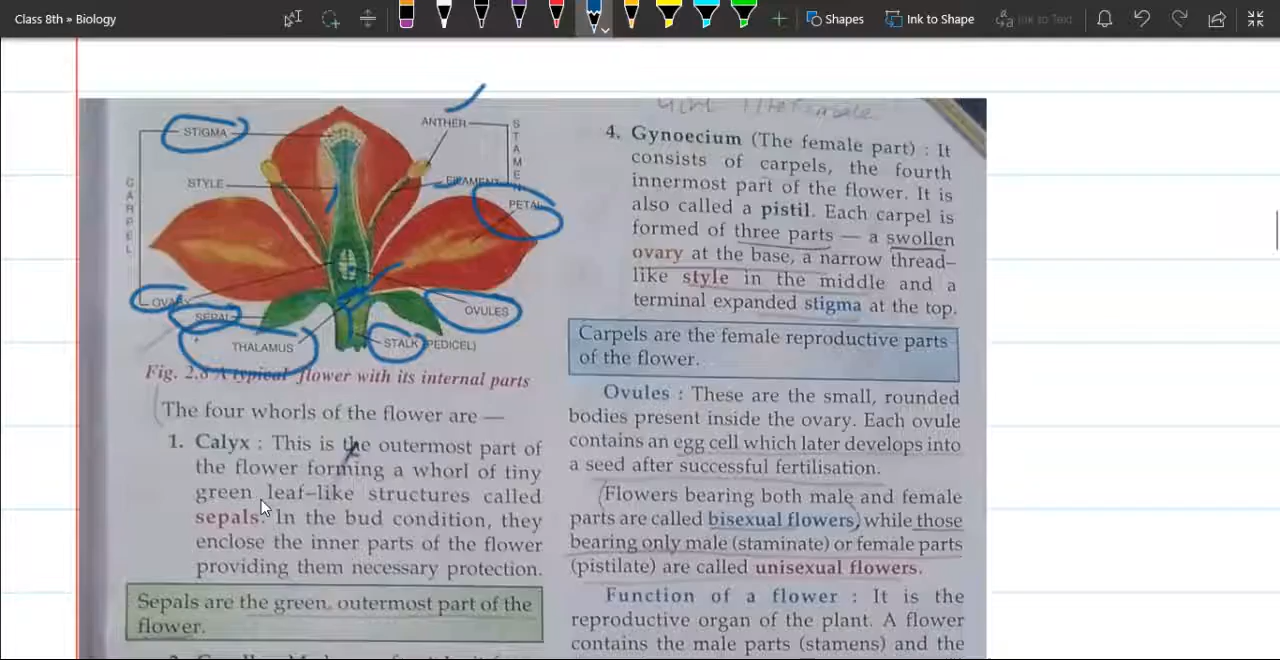 Class 8th » Biology
Shapes
Ink to Shape
Ink to Text
STIGMA
ANTHER
STAMEN
STYLE
FILAMENT
PETAL
CARPEL
OVARY
SEPAL
OVULES
THALAMUS
STALK (PEDICEL)
Fig. 2.8 A typical flower with its internal parts
The four whorls of the flower are —
1. Calyx : This is the outermost part of
the flower forming a whorl of tiny
green leaf-like structures called
sepals. In the bud condition, they
enclose the inner parts of the flower
providing them necessary protection.
Sepals are the green, outermost part of the
flower.
4. Gynoecium (The female part) : It
consists of carpels, the fourth
innermost part of the flower. It is
also called a pistil. Each carpel is
formed of three parts — a swollen
ovary at the base, a narrow thread-
like style in the middle and a
terminal expanded stigma at the top.
Carpels are the female reproductive parts
of the flower.
Ovules : These are the small, rounded
bodies present inside the ovary. Each ovule
contains an egg cell which later develops into
a seed after successful fertilisation.
Flowers bearing both male and female
parts are called bisexual flowers, while those
bearing only male (staminate) or female parts
(pistilate) are called unisexual flowers.
Function of a flower : It is the
reproductive organ of the plant. A flower
contains the male parts (stamens) and the